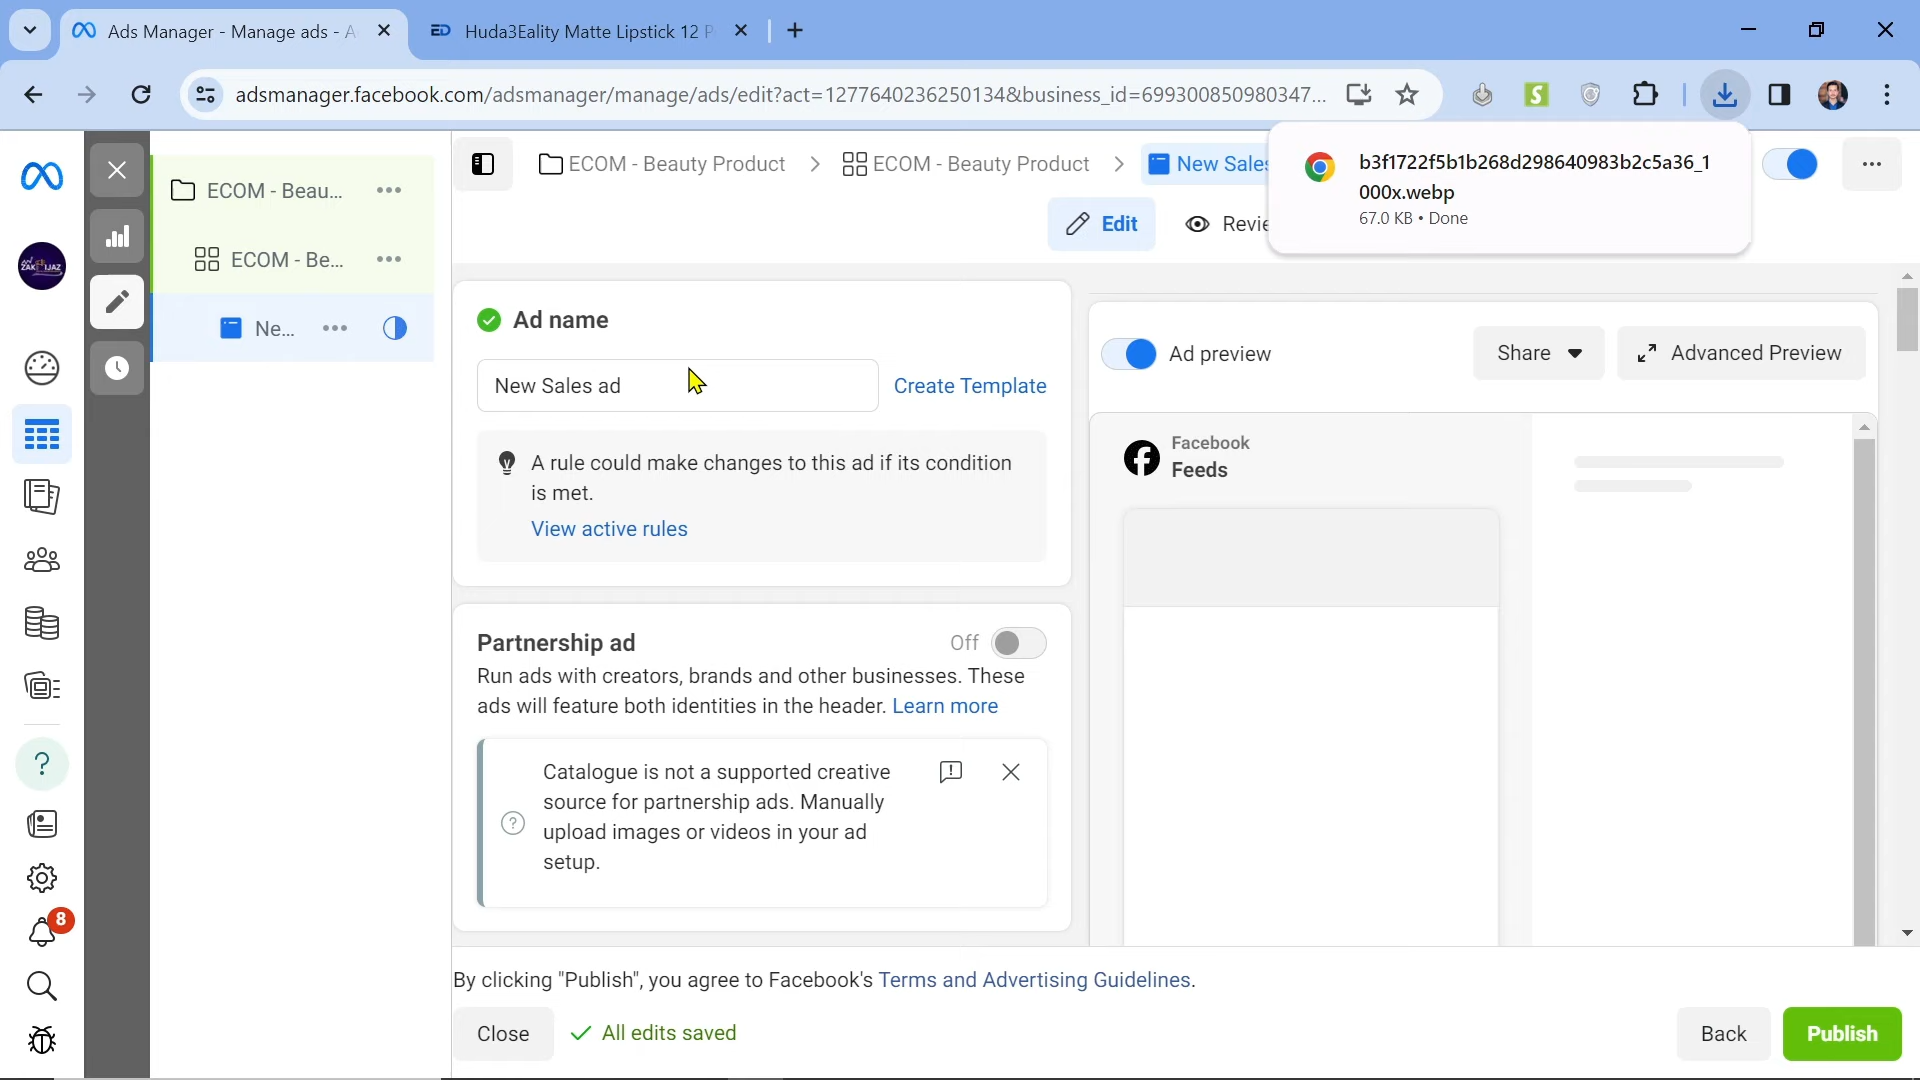 Ads Manager - Manage ads - A
Huda3Eality Matte Lipstick 12 P
adsmanager.facebook.com/adsmanager/manage/ads/edit?act=1277640236250134&business_id=699300850980347...
b3f1722f5b1b268d298640983b2c5a36_1
000x.webp
67.0 KB • Done
ECOM - Beau...
ECOM - Be...
Ne...
ECOM - Beauty Product
ECOM - Beauty Product
New Sales
Edit
Revie
Ad name
New Sales ad
Create Template
A rule could make changes to this ad if its condition
is met.
View active rules
Partnership ad
Off
Run ads with creators, brands and other businesses. These
ads will feature both identities in the header. Learn more
Catalogue is not a supported creative
source for partnership ads. Manually
upload images or videos in your ad
setup.
Ad preview
Share
Advanced Preview
Facebook
Feeds
8
By clicking "Publish", you agree to Facebook's Terms and Advertising Guidelines.
Close
All edits saved
Back
Publish